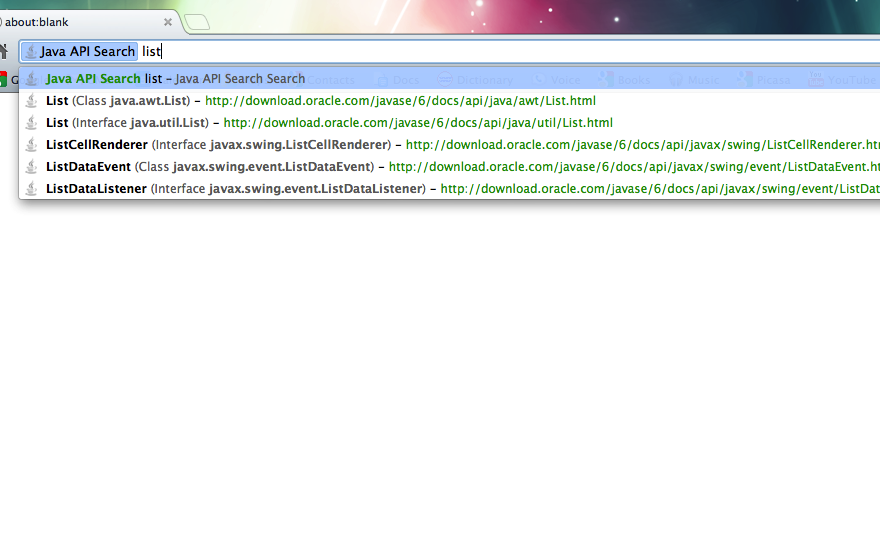 about:blank
Java API Search list
Java API Search list – Java API Search Search
List (Class java.awt.List) – http://download.oracle.com/javase/6/docs/api/java/awt/List.html
List (Interface java.util.List) – http://download.oracle.com/javase/6/docs/api/java/util/List.html
ListCellRenderer (Interface javax.swing.ListCellRenderer) – http://download.oracle.com/javase/6/docs/api/javax/swing/ListCellRenderer.htm
ListDataEvent (Class javax.swing.event.ListDataEvent) – http://download.oracle.com/javase/6/docs/api/javax/swing/event/ListDataEvent.ht
ListDataListener (Interface javax.swing.event.ListDataListener) – http://download.oracle.com/javase/6/docs/api/javax/swing/event/ListDat